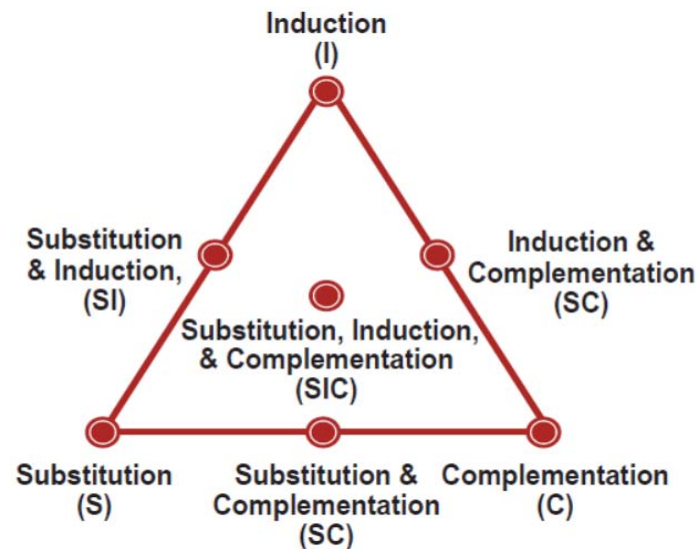 Induction
(I)
Substitution
& Induction,
(SI)
Induction &
Complementation
(SC)
Substitution, Induction,
& Complementation
(SIC)
Substitution
(S)
Substitution &
Complementation
(SC)
Complementation
(C)